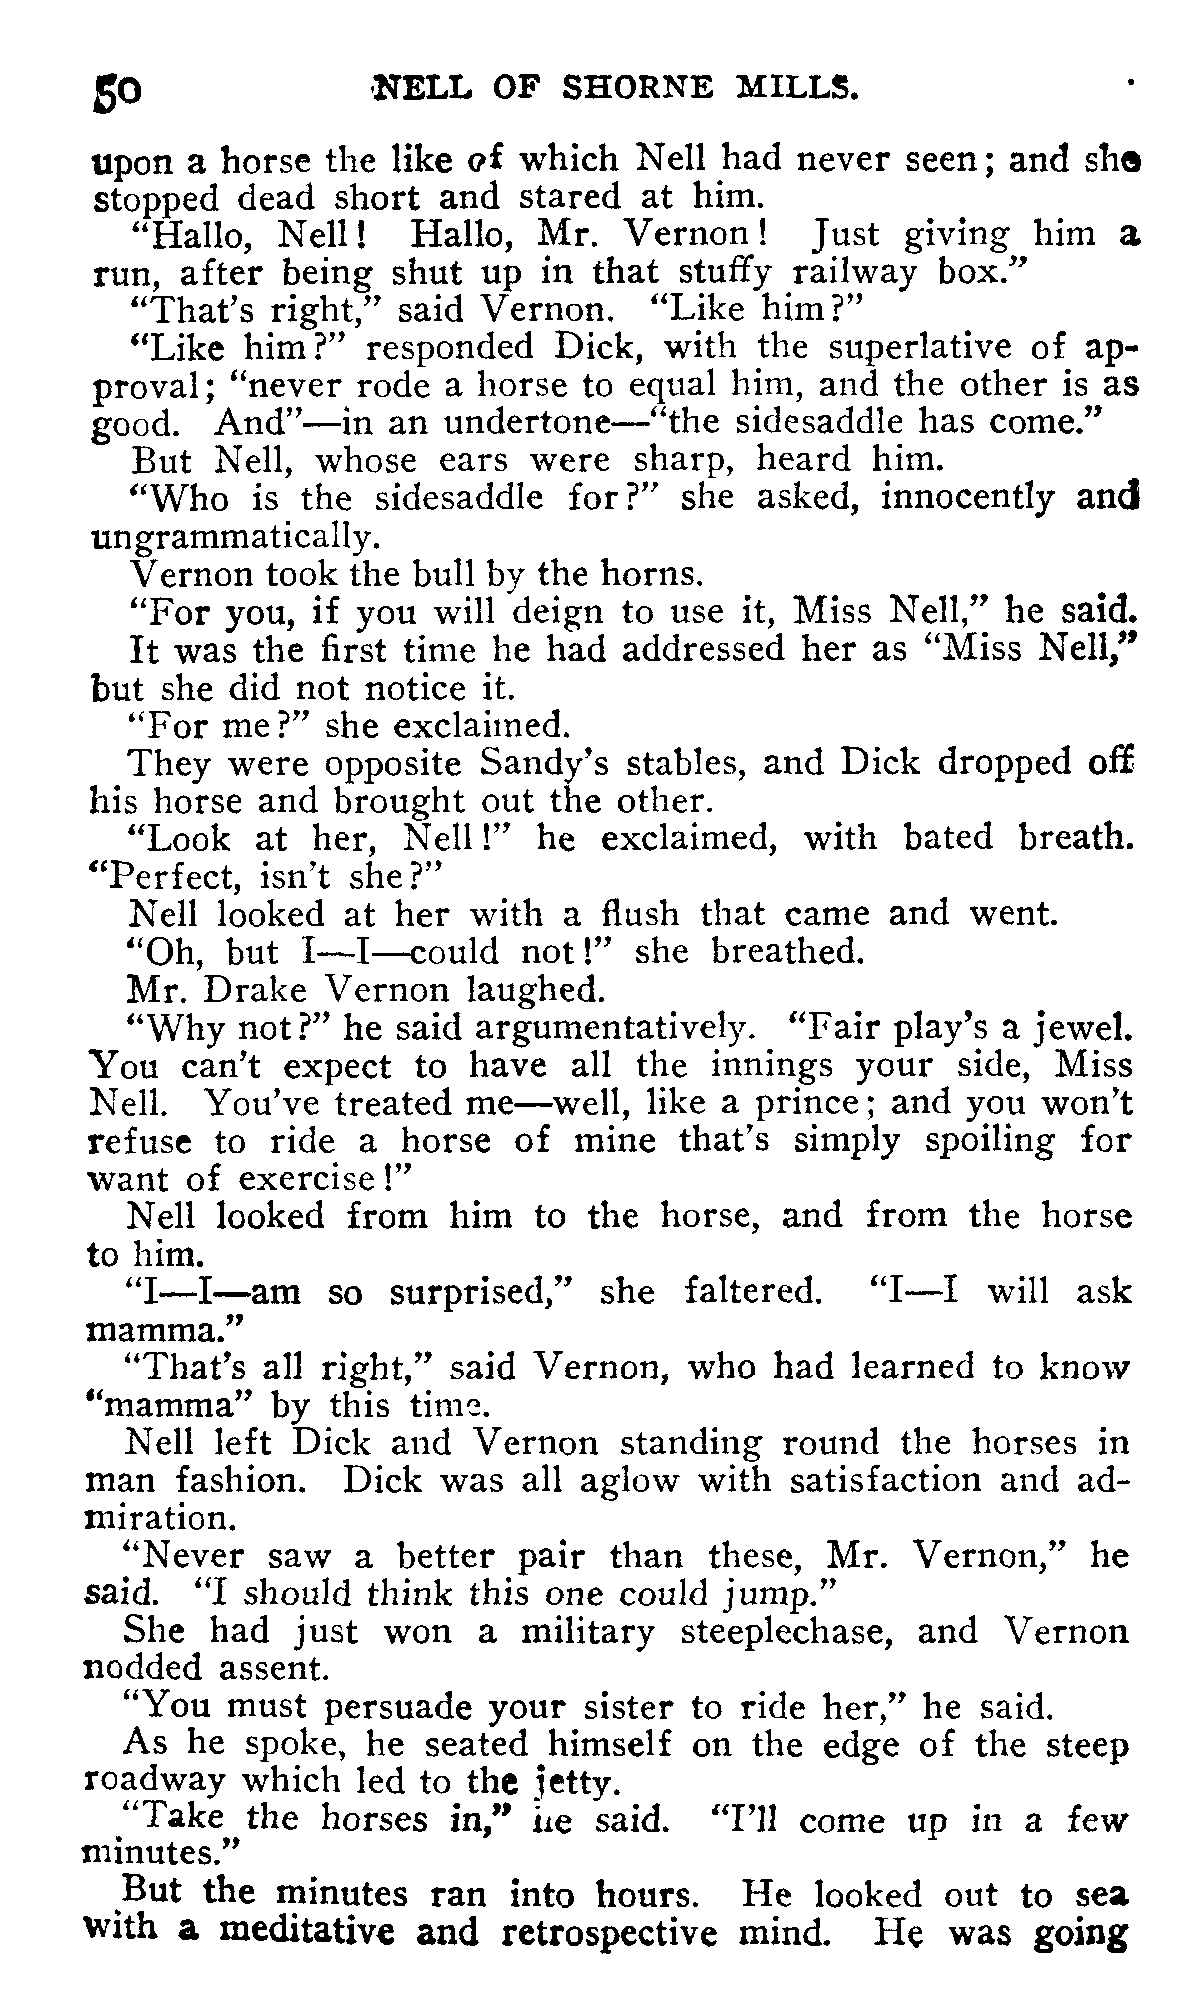 50 NELL OF SHORNE MILLS.
upon a horse the like of which Nell had never seen; and she
stopped dead short and stared at him.
"Hallo, Nell! Hallo, Mr. Vernon! Just giving him a
run, after being shut up in that stuffy railway box."
"That's right," said Vernon. "Like him?"
"Like him?" responded Dick, with the superlative of ap-
proval; "never rode a horse to equal him, and the other is as
good. And"—in an undertone—"the sidesaddle has come."
But Nell, whose ears were sharp, heard him.
"Who is the sidesaddle for?" she asked, innocently and
ungrammatically.
Vernon took the bull by the horns.
"For you, if you will deign to use it, Miss Nell," he said.
It was the first time he had addressed her as "Miss Nell,"
but she did not notice it.
"For me?" she exclaimed.
They were opposite Sandy's stables, and Dick dropped off
his horse and brought out the other.
"Look at her, Nell!" he exclaimed, with bated breath.
"Perfect, isn't she?"
Nell looked at her with a flush that came and went.
"Oh, but I—I—could not!" she breathed.
Mr. Drake Vernon laughed.
"Why not?" he said argumentatively. "Fair play's a jewel.
You can't expect to have all the innings your side, Miss
Nell. You've treated me—well, like a prince; and you won't
refuse to ride a horse of mine that's simply spoiling for
want of exercise!"
Nell looked from him to the horse, and from the horse
to him.
"I—I—am so surprised," she faltered. "I—I will ask
mamma."
"That's all right," said Vernon, who had learned to know
"mamma" by this time.
Nell left Dick and Vernon standing round the horses in
man fashion. Dick was all aglow with satisfaction and ad-
miration.
"Never saw a better pair than these, Mr. Vernon," he
said. "I should think this one could jump."
She had just won a military steeplechase, and Vernon
nodded assent.
"You must persuade your sister to ride her," he said.
As he spoke, he seated himself on the edge of the steep
roadway which led to the jetty.
"Take the horses in," he said. "I'll come up in a few
minutes."
But the minutes ran into hours. He looked out to sea
with a meditative and retrospective mind. He was going